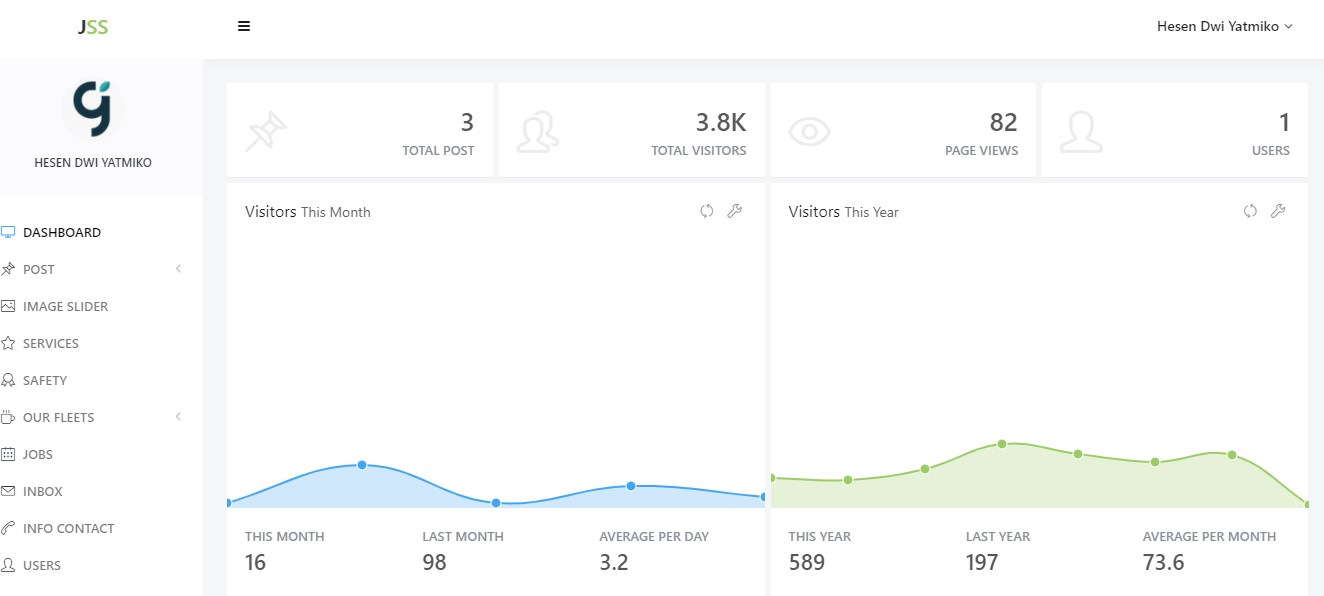 JSS
Hesen Dwi Yatmiko
HESEN DWI YATMIKO
DASHBOARD
POST
IMAGE SLIDER
SERVICES
SAFETY
OUR FLEETS
JOBS
INBOX
INFO CONTACT
USERS
3
TOTAL POST
3.8K
TOTAL VISITORS
82
PAGE VIEWS
1
USERS
Visitors This Month
THIS MONTH
16
LAST MONTH
98
AVERAGE PER DAY
3.2
Visitors This Year
THIS YEAR
589
LAST YEAR
197
AVERAGE PER MONTH
73.6